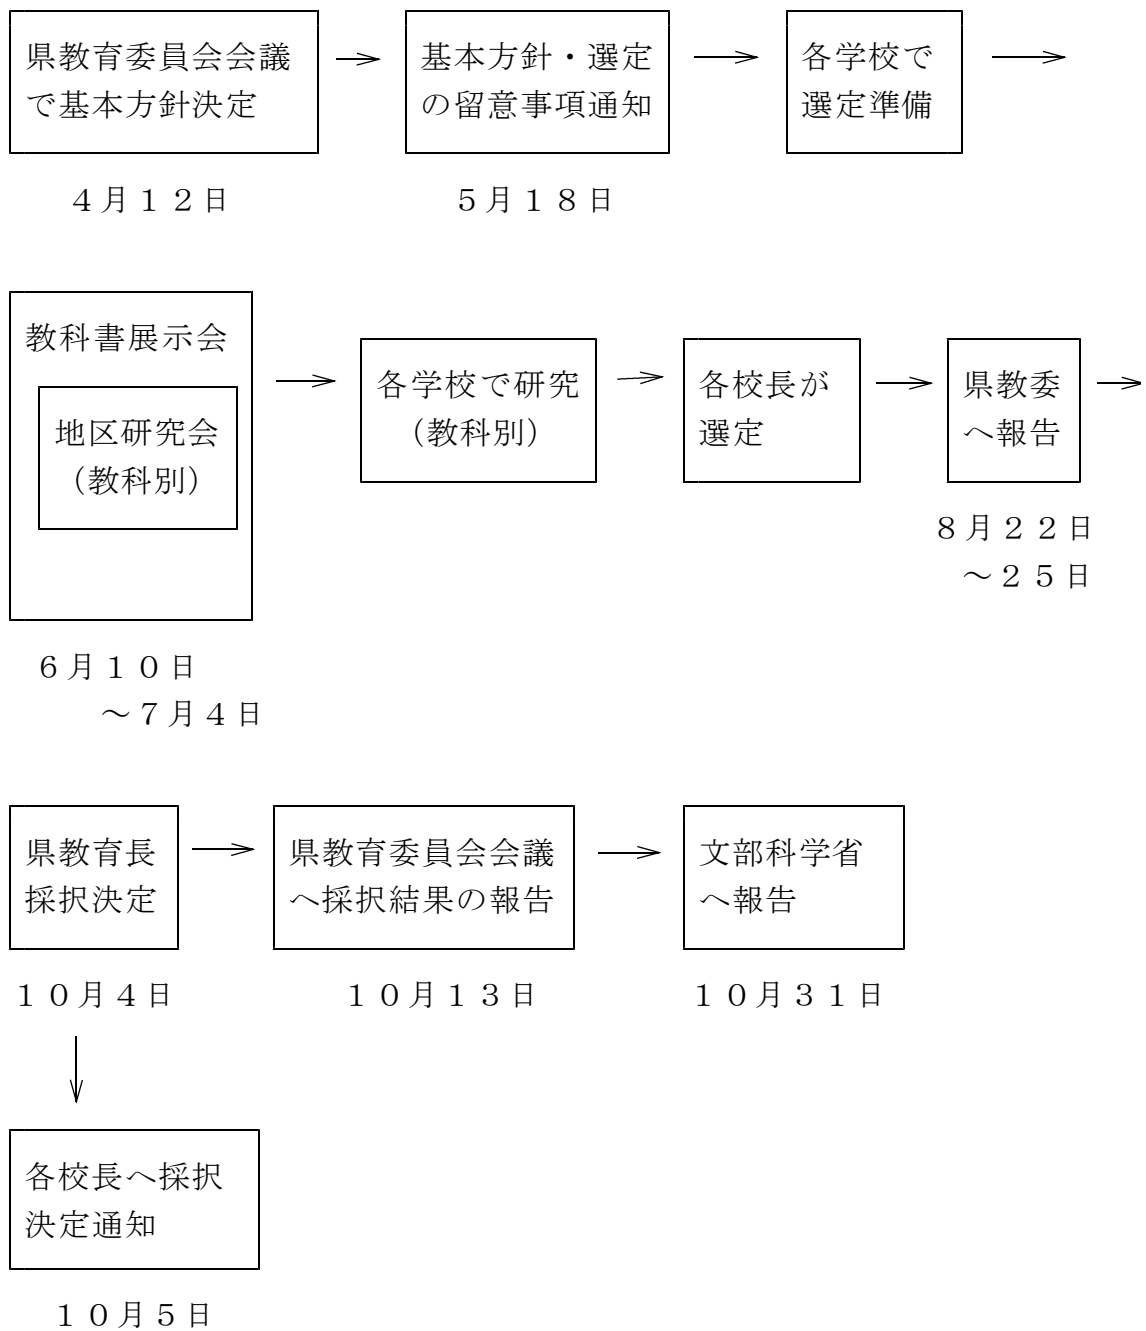 県教育委員会会議
で基本方針決定
４月１２日
基本方針・選定
の留意事項通知
５月１８日
各学校で
選定準備
教科書展示会
地区研究会
（教科別）
６月１０日
～７月４日
各学校で研究
（教科別）
各校長が
選定
県教委
へ報告
８月２２日
～２５日
県教育長
採択決定
１０月４日
県教育委員会会議
へ採択結果の報告
１０月１３日
文部科学省
へ報告
１０月３１日
各校長へ採択
決定通知
１０月５日